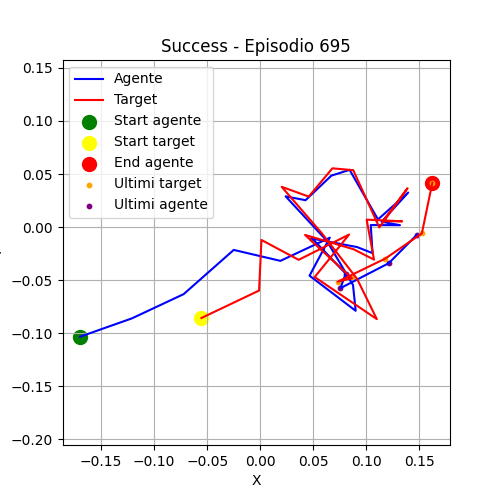 Success - Episodio 695
Agente
Target
Start agente
Start target
End agente
Ultimi target
Ultimi agente
0.15
0.10
0.05
0.00
−0.05
−0.10
−0.15
−0.20
−0.15
−0.10
−0.05
0.00
0.05
0.10
0.15
X